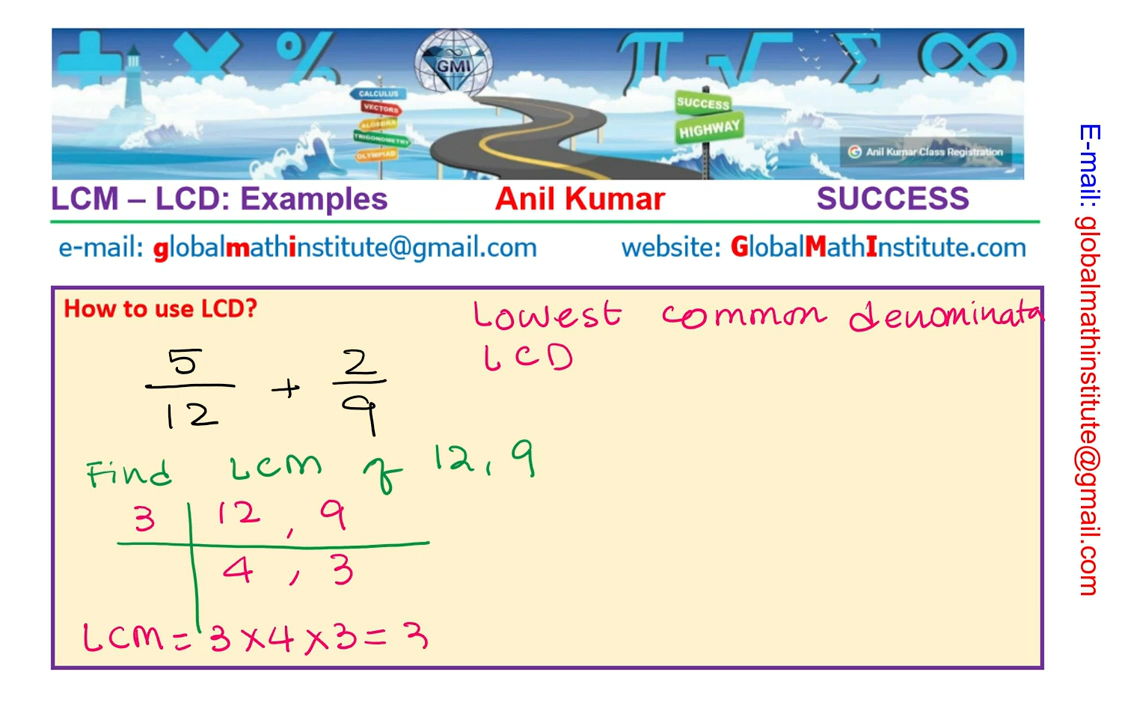 GMI
CALCULUS
VECTORS
ALGEBRA
TRIGONOMETRY
OLYMPIAD
SUCCESS
HIGHWAY
Anil Kumar Class Registration
LCM – LCD: Examples Anil Kumar SUCCESS
e-mail: globalmathinstitute@gmail.com website: GlobalMathInstitute.com
How to use LCD? Lowest common denominato
LCD
5/12 + 2/9
Find LCM of 12, 9
3 | 12, 9
4, 3
LCM = 3×4×3 = 3
E-mail: globalmathinstitute@gmail.com